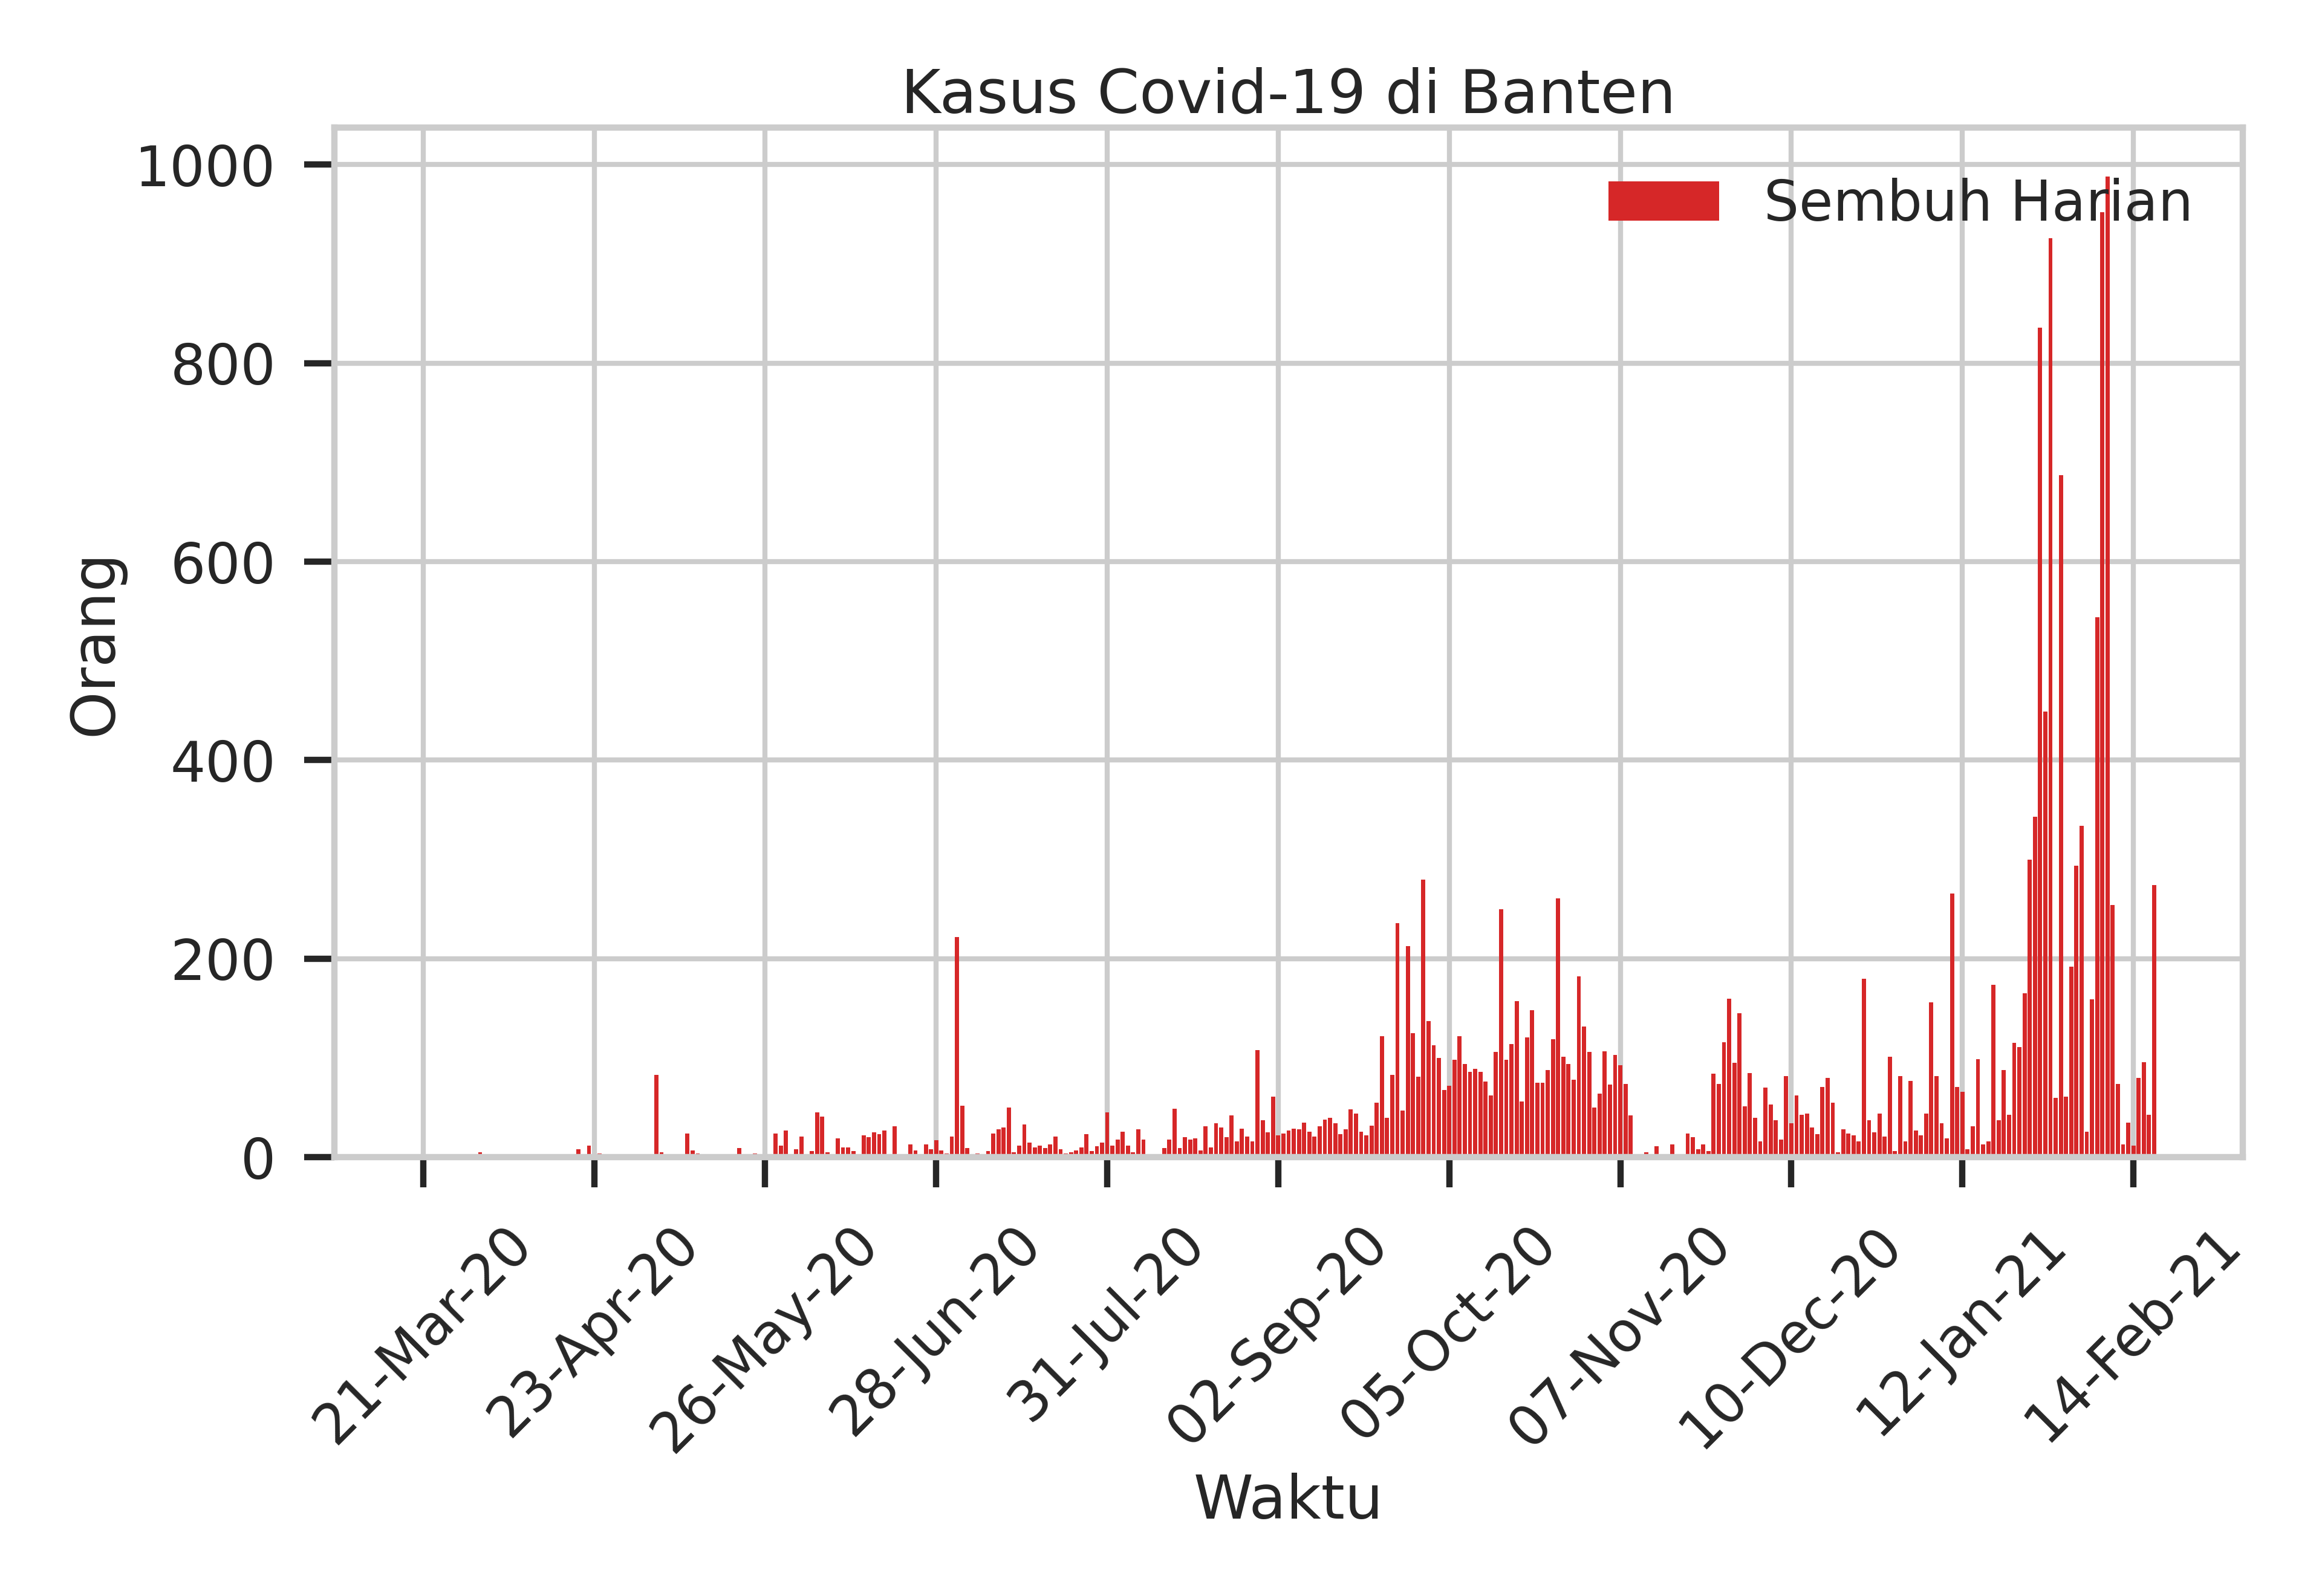 Kasus Covid-19 di Banten
Sembuh Harian
1000
800
600
400
200
0
Orang
21-Mar-20
23-Apr-20
26-May-20
28-Jun-20
31-Jul-20
02-Sep-20
05-Oct-20
07-Nov-20
10-Dec-20
12-Jan-21
14-Feb-21
Waktu